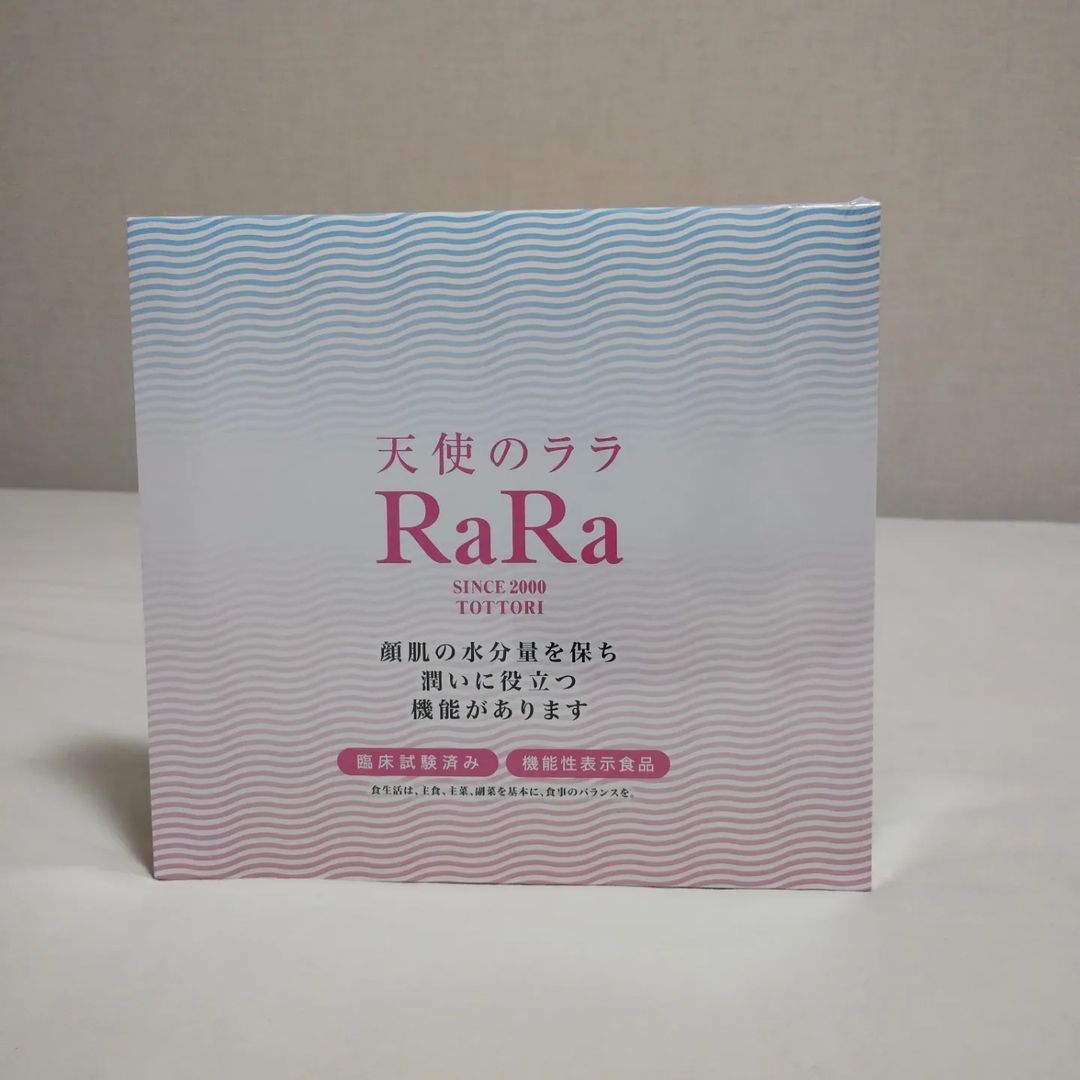 天使のララ
RaRa
SINCE 2000
TOTTORI
顔肌の水分量を保ち
潤いに役立つ
機能があります
臨床試験済み 機能性表示食品
食生活は、主食、主菜、副菜を基本に、食事のバランスを。